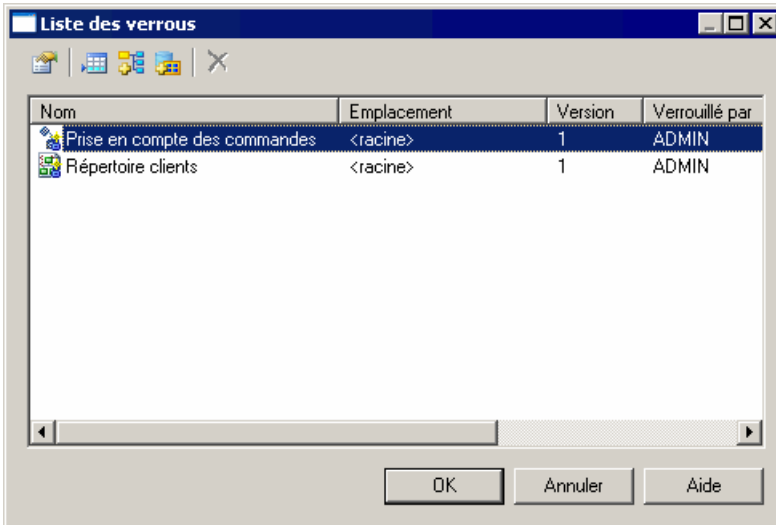 Liste des verrous
Nom Emplacement Version Verrouillé par
Prise en compte des commandes <racine> 1 ADMIN
Répertoire clients <racine> 1 ADMIN
OK Annuler Aide